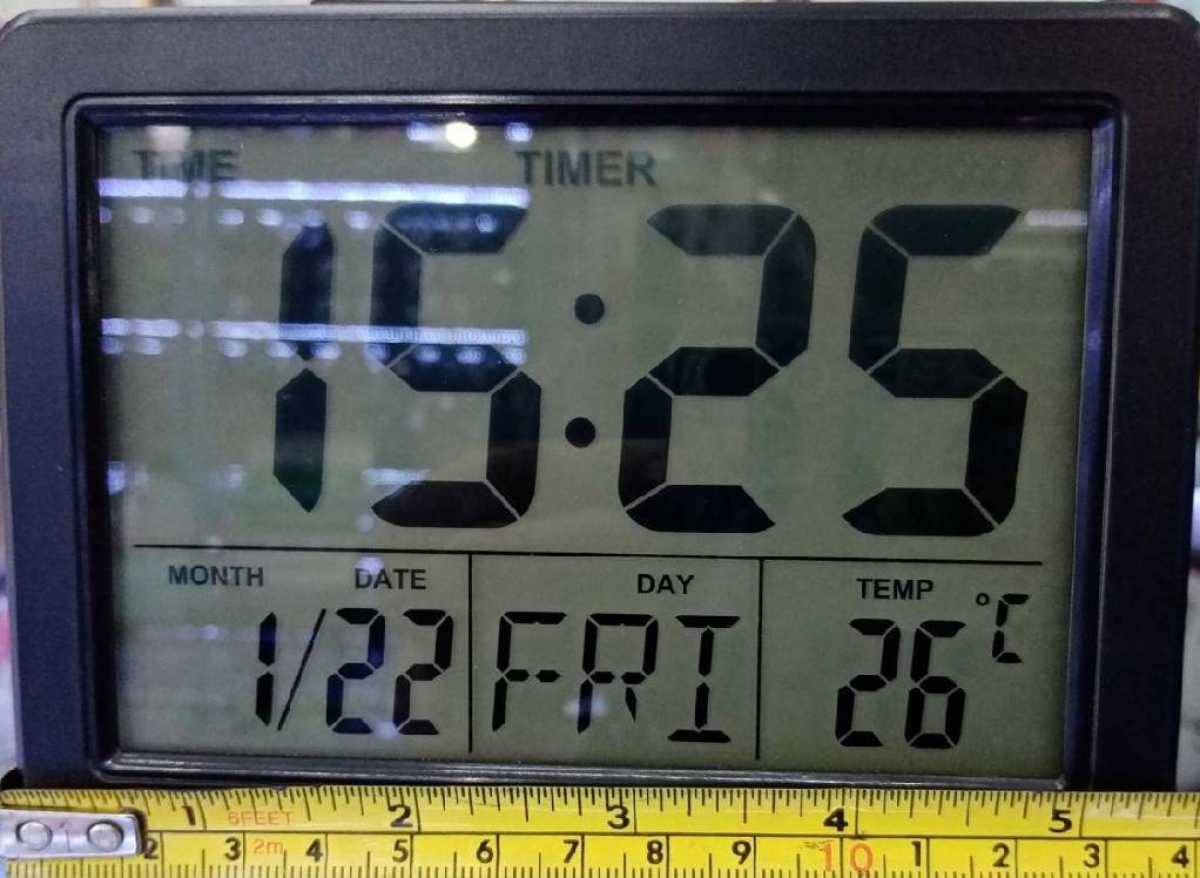 TIME TIMER
15:25
MONTH DATE DAY TEMP
1/22 FRI 26 °C
1 6FEET 2 3 4 5
2 3 2m 4 5 6 7 8 9 10 1 2 3 4